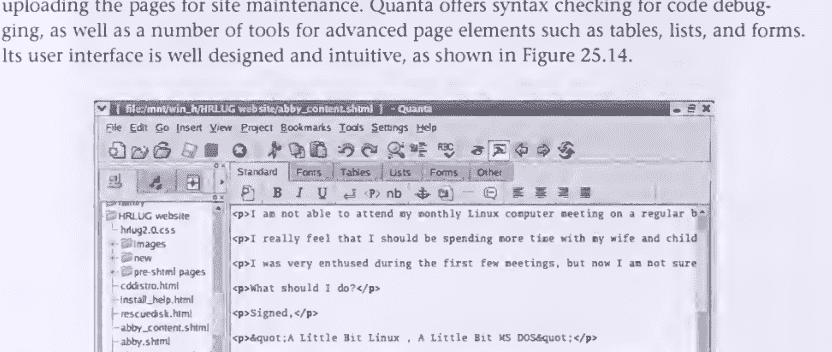 uploading the pages for site maintenance. Quanta offers syntax checking for code debug-
ging, as well as a number of tools for advanced page elements such as tables, lists, and forms.
Its user interface is well designed and intuitive, as shown in Figure 25.14.
[ file:/mnt/win_h/HRLUG website/abby_content.shtml ] - Quanta
File Edit Go Insert View Project Bookmarks Tools Settings Help
Standard Fonts Tables Lists Forms Other
B I U <P> nb
HRLUG website
hrlug2.0.css
images
new
pre-shtml pages
cddistro.html
install_help.html
rescuedisk.html
abby_content.shtml
abby.shtml
<p>I am not able to attend my monthly Linux computer meeting on a regular b
<p>I really feel that I should be spending more time with my wife and child
<p>I was very enthused during the first few meetings, but now I am not sure
<p>What should I do?</p>
<p>Signed,</p>
<p>&quot;A Little Bit Linux , A Little Bit MS DOS&quot;</p>